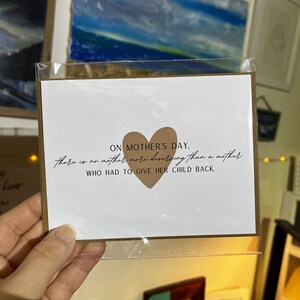 ON MOTHER'S DAY,
there is no mother more deserving than a mother
WHO HAD TO GIVE HER CHILD BACK.